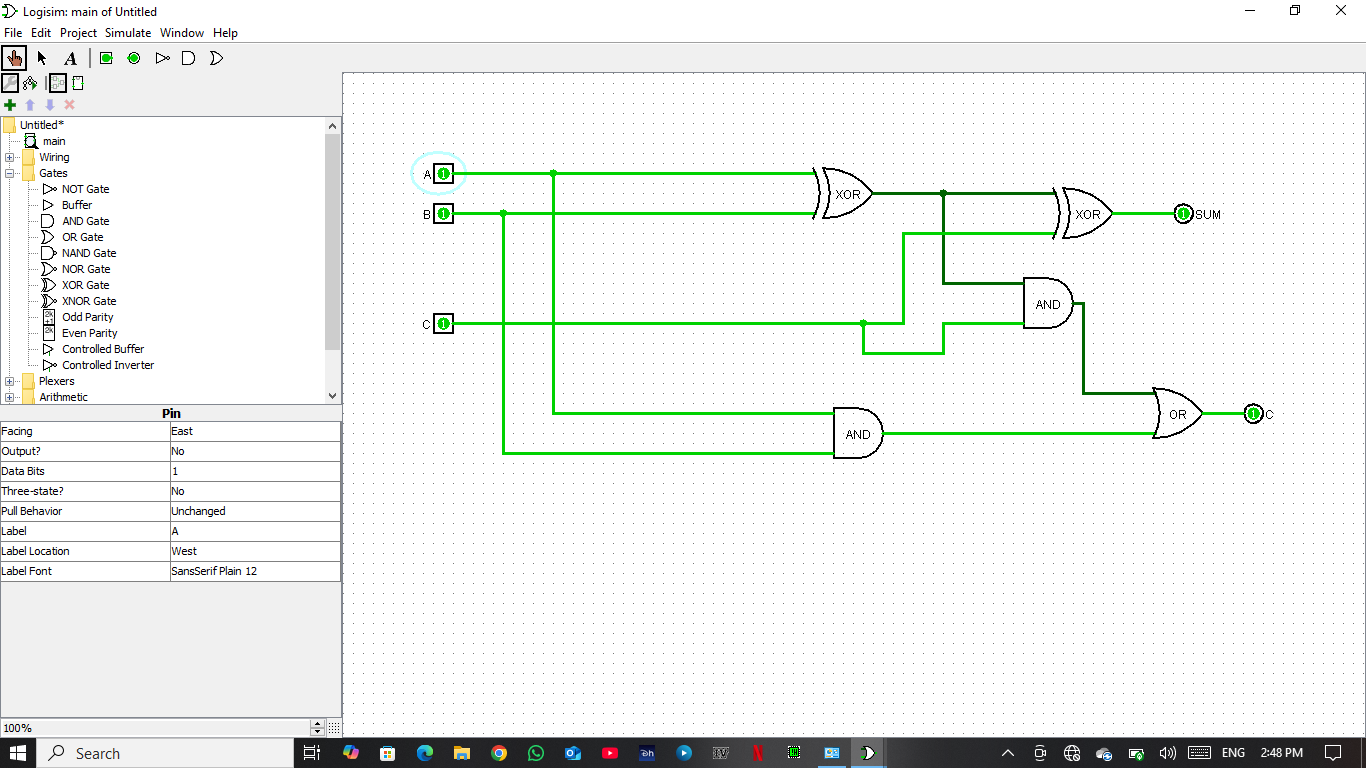 Logisim: main of Untitled
File Edit Project Simulate Window Help
A
Untitled*
main
Wiring
Gates
NOT Gate
Buffer
AND Gate
OR Gate
NAND Gate
NOR Gate
XOR Gate
XNOR Gate
Odd Parity
Even Parity
Controlled Buffer
Controlled Inverter
Plexers
Arithmetic
Pin
Facing East
Output? No
Data Bits 1
Three-state? No
Pull Behavior Unchanged
Label A
Label Location West
Label Font SansSerif Plain 12
100%
A 1 XOR
B 1
XOR 1 SUM
AND
C 1
OR 1 C
AND
Search
ENG 2:48 PM